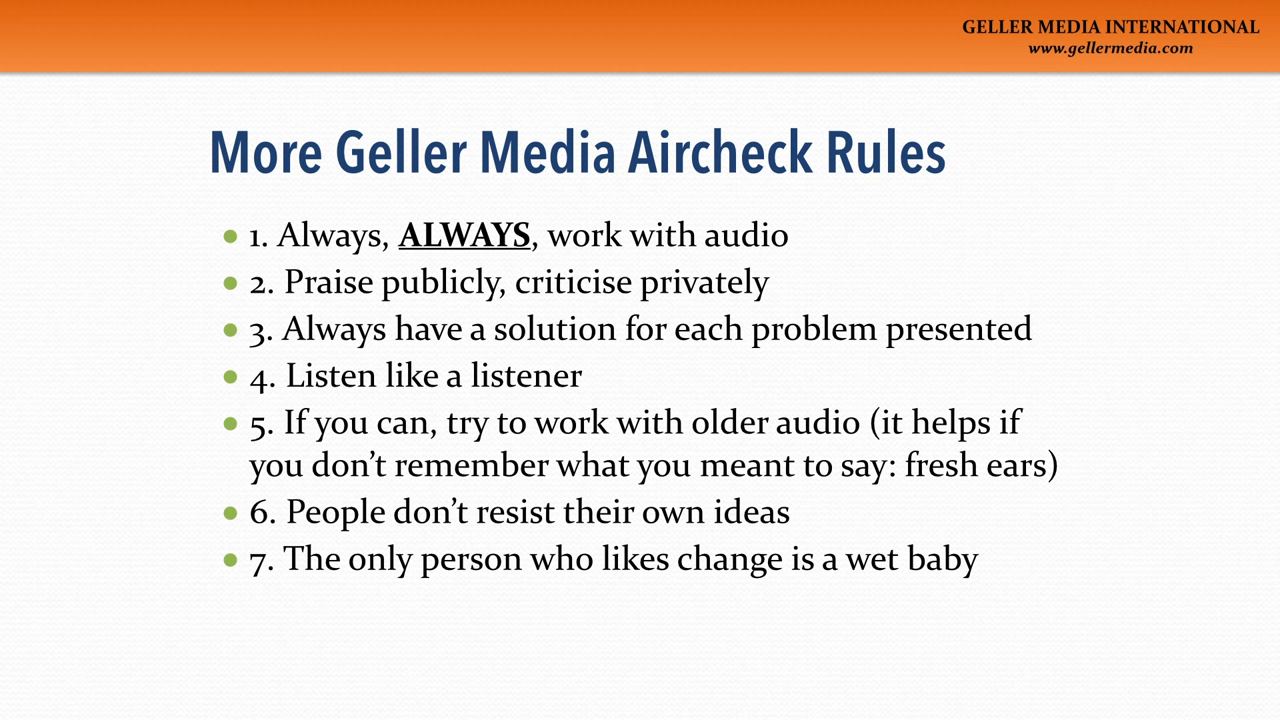 GELLER MEDIA INTERNATIONAL
www.gellermedia.com
More Geller Media Aircheck Rules
• 1. Always, ALWAYS, work with audio
• 2. Praise publicly, criticise privately
• 3. Always have a solution for each problem presented
• 4. Listen like a listener
• 5. If you can, try to work with older audio (it helps if
you don’t remember what you meant to say: fresh ears)
• 6. People don’t resist their own ideas
• 7. The only person who likes change is a wet baby